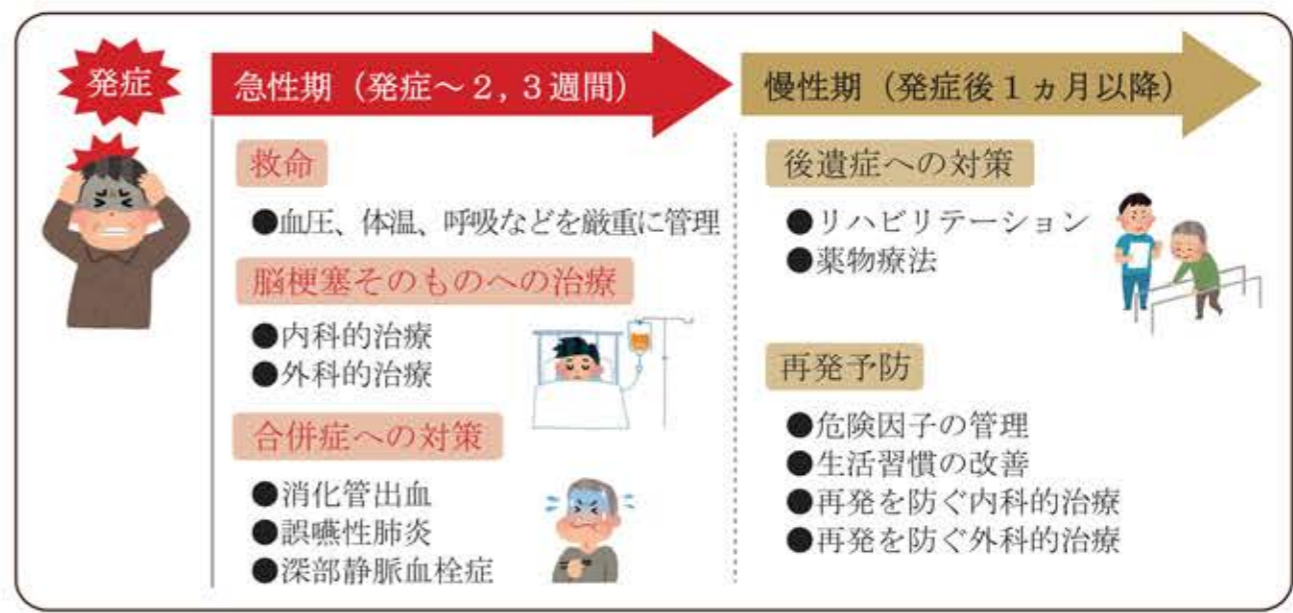 発症
急性期（発症～２，３週間）
救命
●血圧、体温、呼吸などを厳重に管理
脳梗塞そのものへの治療
●内科的治療
●外科的治療
合併症への対策
●消化管出血
●誤嚥性肺炎
●深部静脈血栓症
慢性期（発症後１ヵ月以降）
後遺症への対策
●リハビリテーション
●薬物療法
再発予防
●危険因子の管理
●生活習慣の改善
●再発を防ぐ内科的治療
●再発を防ぐ外科的治療